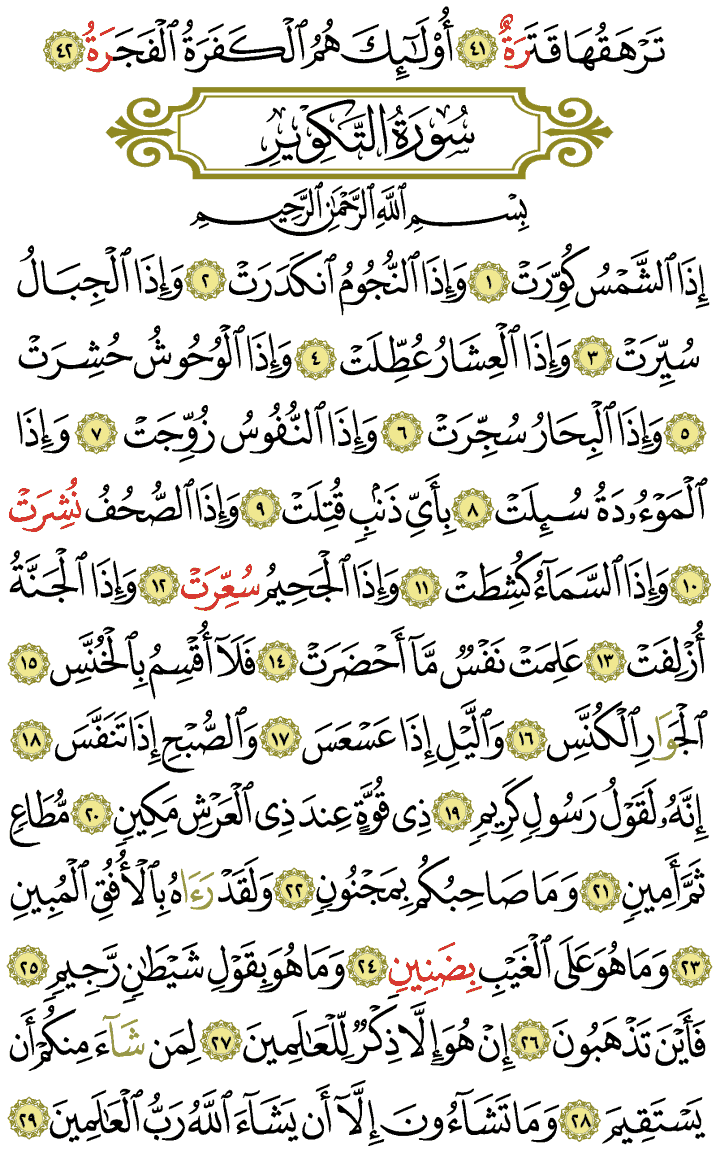 تَرْهَقُهَا قَتَرَةٌ ٤١ أُوْلَٰٓئِكَ هُمُ ٱلْكَفَرَةُ ٱلْفَجَرَةُ ٤٢
سُورَةُ التَّكْوِيرِ
بِسْمِ ٱللَّهِ ٱلرَّحْمَٰنِ ٱلرَّحِيمِ
إِذَا ٱلشَّمْسُ كُوِّرَتْ ١ وَإِذَا ٱلنُّجُومُ ٱنكَدَرَتْ ٢ وَإِذَا ٱلْجِبَالُ
سُيِّرَتْ ٣ وَإِذَا ٱلْعِشَارُ عُطِّلَتْ ٤ وَإِذَا ٱلْوُحُوشُ حُشِرَتْ
٥ وَإِذَا ٱلْبِحَارُ سُجِّرَتْ ٦ وَإِذَا ٱلنُّفُوسُ زُوِّجَتْ ٧ وَإِذَا
ٱلْمَوْءُۥدَةُ سُئِلَتْ ٨ بِأَىِّ ذَنۢبٍ قُتِلَتْ ٩ وَإِذَا ٱلصُّحُفُ نُشِرَتْ
١٠ وَإِذَا ٱلسَّمَآءُ كُشِطَتْ ١١ وَإِذَا ٱلْجَحِيمُ سُعِّرَتْ ١٢ وَإِذَا ٱلْجَنَّةُ
أُزْلِفَتْ ١٣ عَلِمَتْ نَفْسٌ مَّآ أَحْضَرَتْ ١٤ فَلَآ أُقْسِمُ بِٱلْخُنَّسِ ١٥
ٱلْجَوَارِ ٱلْكُنَّسِ ١٦ وَٱلَّيْلِ إِذَا عَسْعَسَ ١٧ وَٱلصُّبْحِ إِذَا تَنَفَّسَ ١٨
إِنَّهُۥ لَقَوْلُ رَسُولٍ كَرِيمٍ ١٩ ذِى قُوَّةٍ عِندَ ذِى ٱلْعَرْشِ مَكِينٍ ٢٠ مُّطَاعٍ
ثَمَّ أَمِينٍ ٢١ وَمَا صَاحِبُكُم بِمَجْنُونٍ ٢٢ وَلَقَدْ رَءَاهُ بِٱلْأُفُقِ ٱلْمُبِينِ
٢٣ وَمَا هُوَ عَلَى ٱلْغَيْبِ بِضَنِينٍ ٢٤ وَمَا هُوَ بِقَوْلِ شَيْطَٰنٍ رَّجِيمٍ ٢٥
فَأَيْنَ تَذْهَبُونَ ٢٦ إِنْ هُوَ إِلَّا ذِكْرٌ لِّلْعَٰلَمِينَ ٢٧ لِمَن شَآءَ مِنكُمْ أَن
يَسْتَقِيمَ ٢٨ وَمَا تَشَآءُونَ إِلَّآ أَن يَشَآءَ ٱللَّهُ رَبُّ ٱلْعَٰلَمِينَ ٢٩